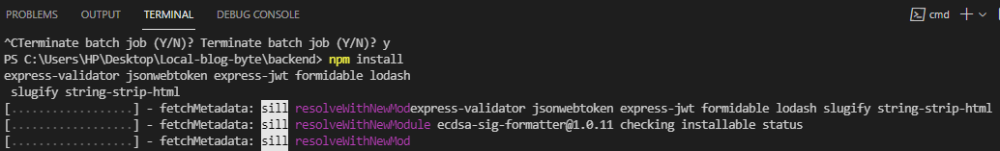 PROBLEMS OUTPUT TERMINAL DEBUG CONSOLE cmd
^CTerminate batch job (Y/N)? Terminate batch job (Y/N)? y
PS C:\Users\HP\Desktop\Local-blog-byte\backend> npm install
express-validator jsonwebtoken express-jwt formidable lodash
 slugify string-strip-html
[..................] - fetchMetadata: sill resolveWithNewModexpress-validator jsonwebtoken express-jwt formidable lodash slugify string-strip-html
[..................] - fetchMetadata: sill resolveWithNewModule ecdsa-sig-formatter@1.0.11 checking installable status
[..................] - fetchMetadata: sill resolveWithNewMod